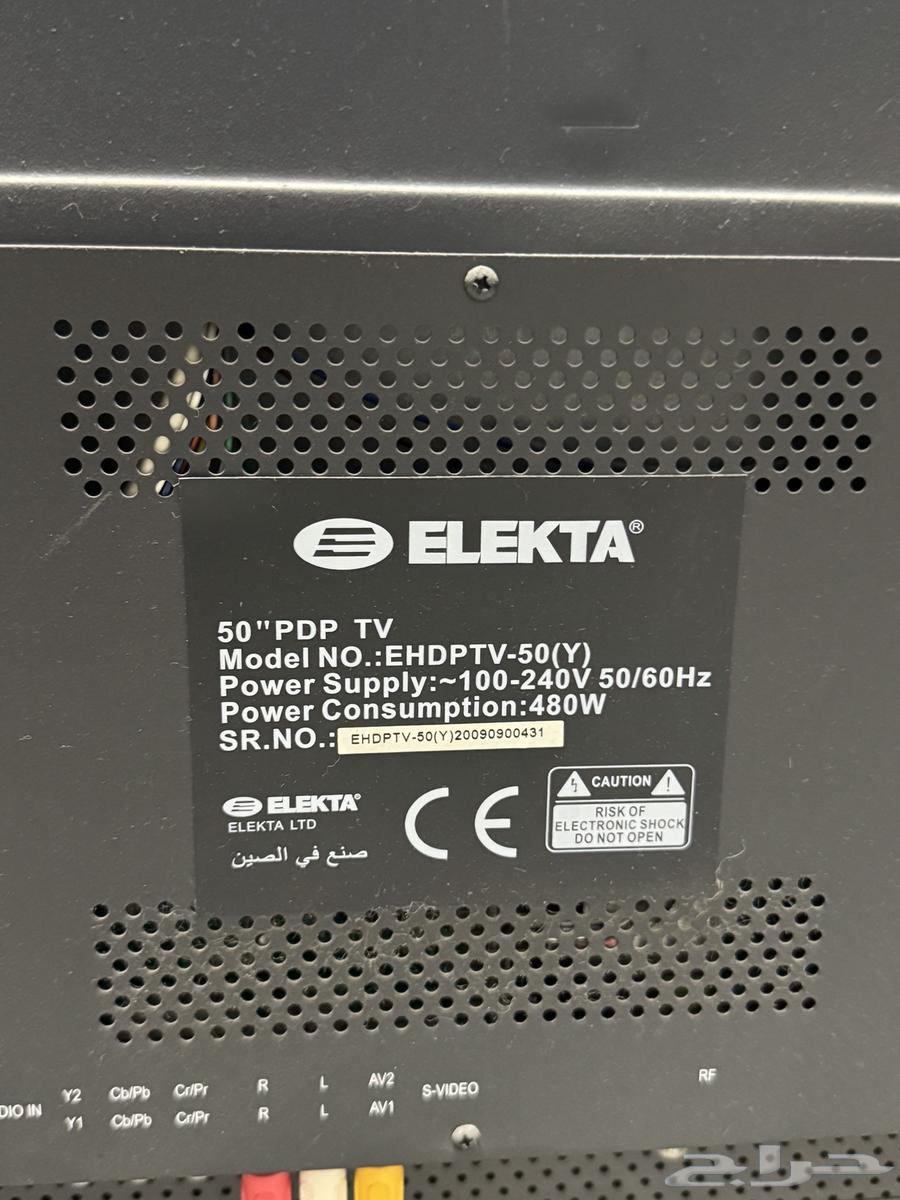 ELEKTA®
50"PDP TV
Model NO.:EHDPTV-50(Y)
Power Supply:~100-240V 50/60Hz
Power Consumption:480W
SR.NO.: EHDPTV-50(Y)20090900431
ELEKTA®
ELEKTA LTD
صنع في الصين
CE
CAUTION
RISK OF
ELECTRONIC SHOCK
DO NOT OPEN
DIO IN Y2 Cb/Pb Cr/Pr R L AV2 S-VIDEO RF
Y1 Cb/Pb Cr/Pr R L AV1
حراج